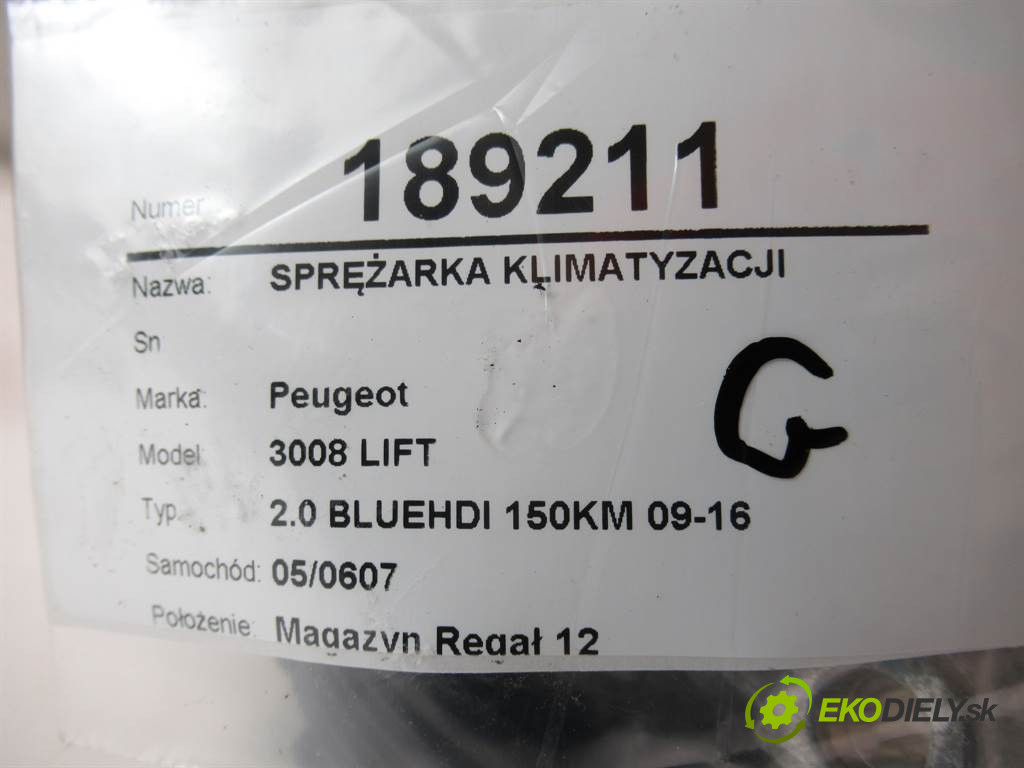 Numer 189211
Nazwa: SPRĘŻARKA KLIMATYZACJI
Sn
Marka: Peugeot
G
Model 3008 LIFT
Typ 2.0 BLUEHDI 150KM 09-16
Samochód: 05/0607
Położenie: Magazyn Regał 12
EKODIELY.sk